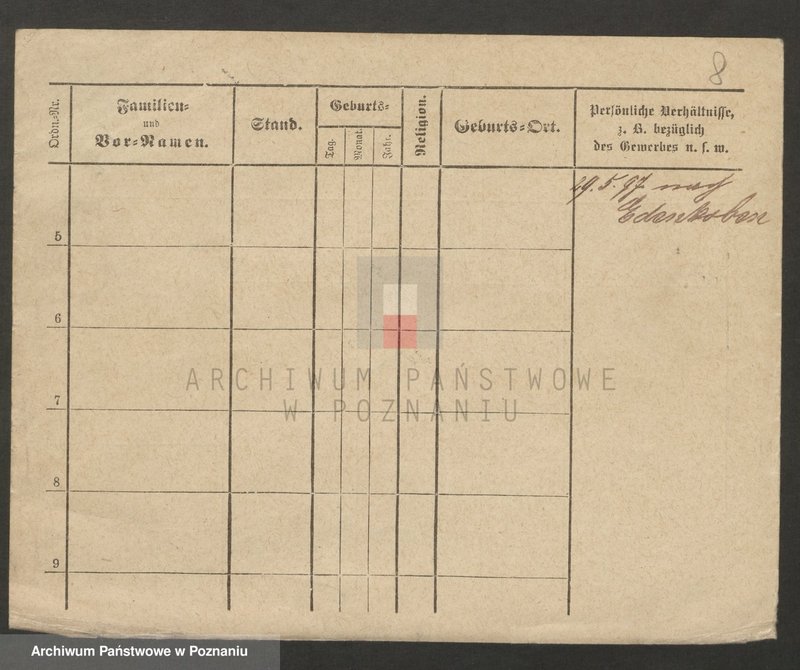 8
Ordn.-Nr.
Familien-
und
Vor-Namen.
Stand.
Geburts-
Tag.
Monat.
Jahr.
Religion.
Geburts-Ort.
Persönliche Verhältnisse,
z. B. bezüglich
des Gewerbes u. s. w.
29. 5. 97 nach
Edenkoben
5
6
7
8
9
ARCHIWUM PAŃSTWOWE
W POZNANIU
Archiwum Państwowe w Poznaniu